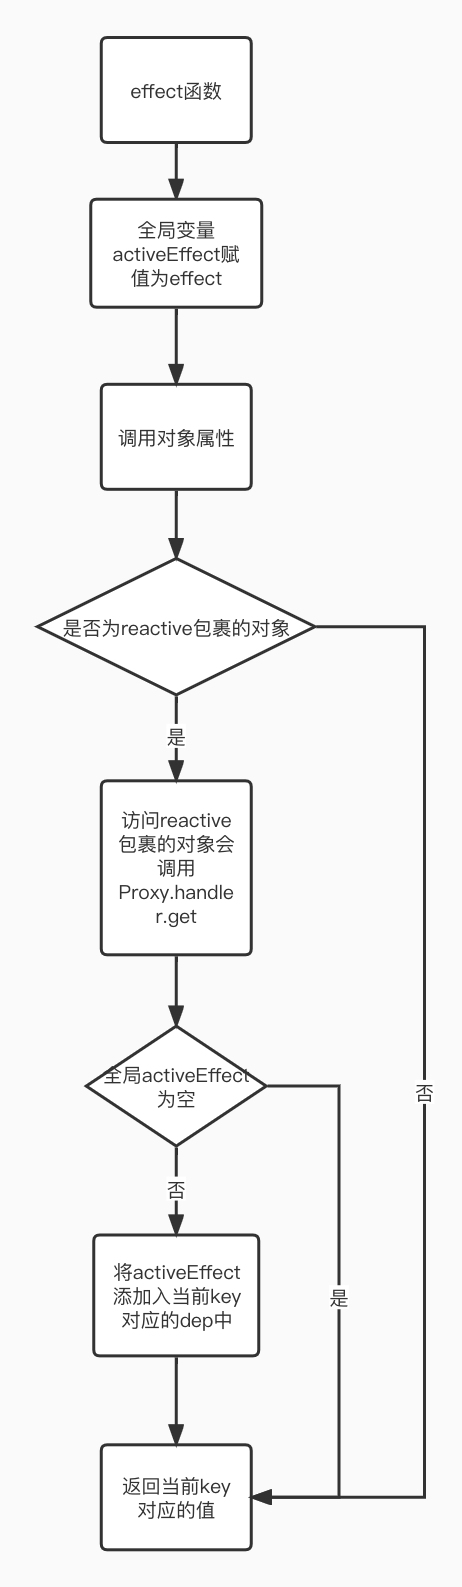 effect函数
全局变量
activeEffect赋
值为effect
调用对象属性
是否为reactive包裹的对象
是
访问reactive
包裹的对象会
调用
Proxy.handle
r.get
全局activeEffect
为空
否
否
将activeEffect
添加入当前key
对应的dep中
是
返回当前key
对应的值